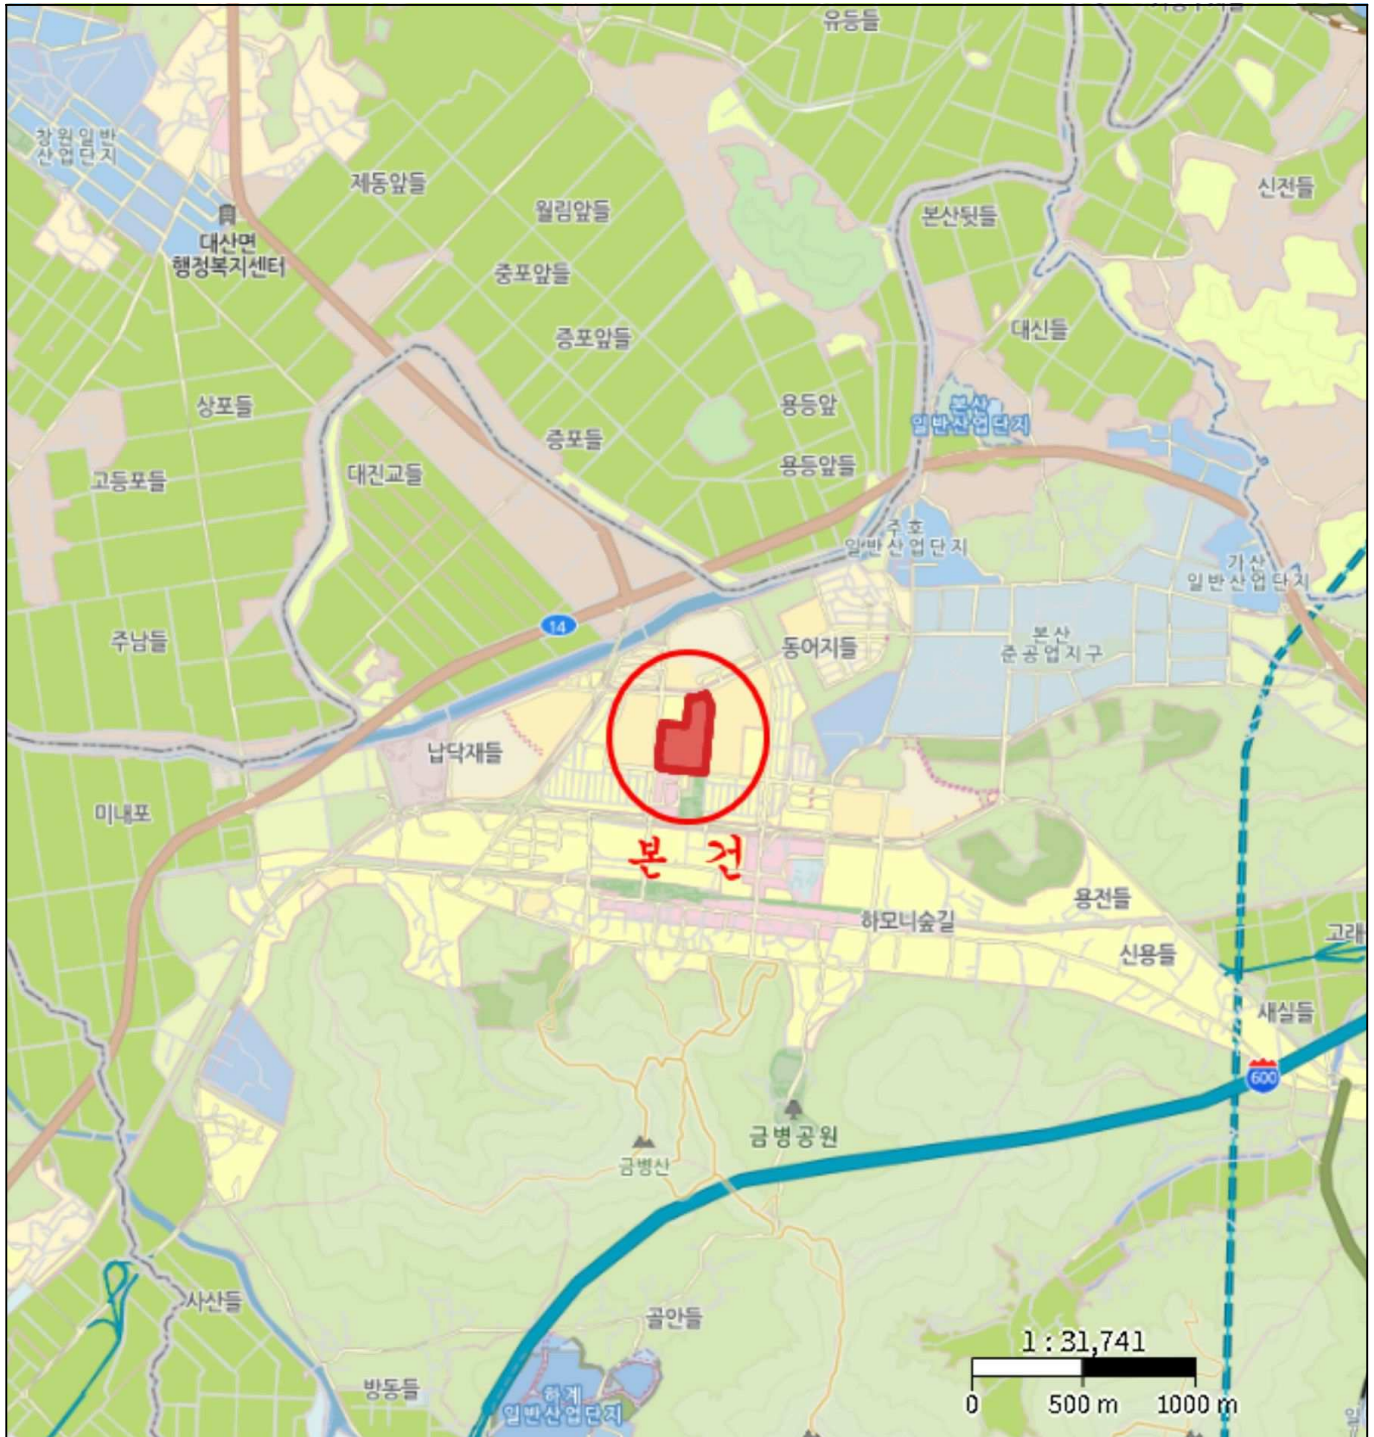 유등들
창원일반
산업단지
제동앞들
월림앞들
본산뒷들
신전들
대산면
행정복지센터
중포앞들
증포앞들
대신들
상포들
용등앞
본산
일반산업단지
증포들
용등앞들
고등포들
대진교들
주호
일반산업단지
가산
일반산업단지
14
주남들
동어지들
본산
준공업지구
납닥재들
미내포
본 건
용전들
하모니숲길
고래
신용들
새실들
600
금병공원
금병산
사산들
골안들
1 : 31,741
방동들
하계
일반산업단지
0 500 m 1000 m